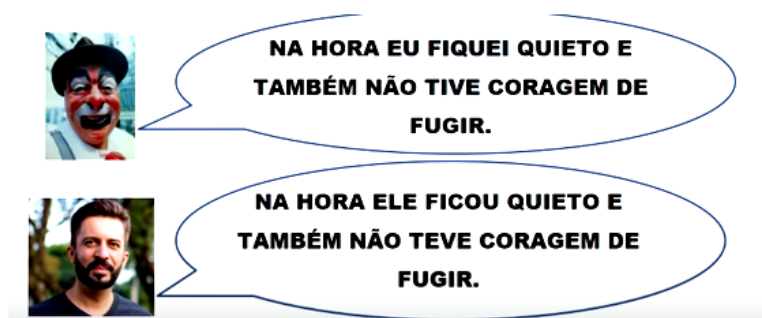 NA HORA EU FIQUEI QUIETO E
TAMBÉM NÃO TIVE CORAGEM DE
FUGIR.
NA HORA ELE FICOU QUIETO E
TAMBÉM NÃO TEVE CORAGEM DE
FUGIR.